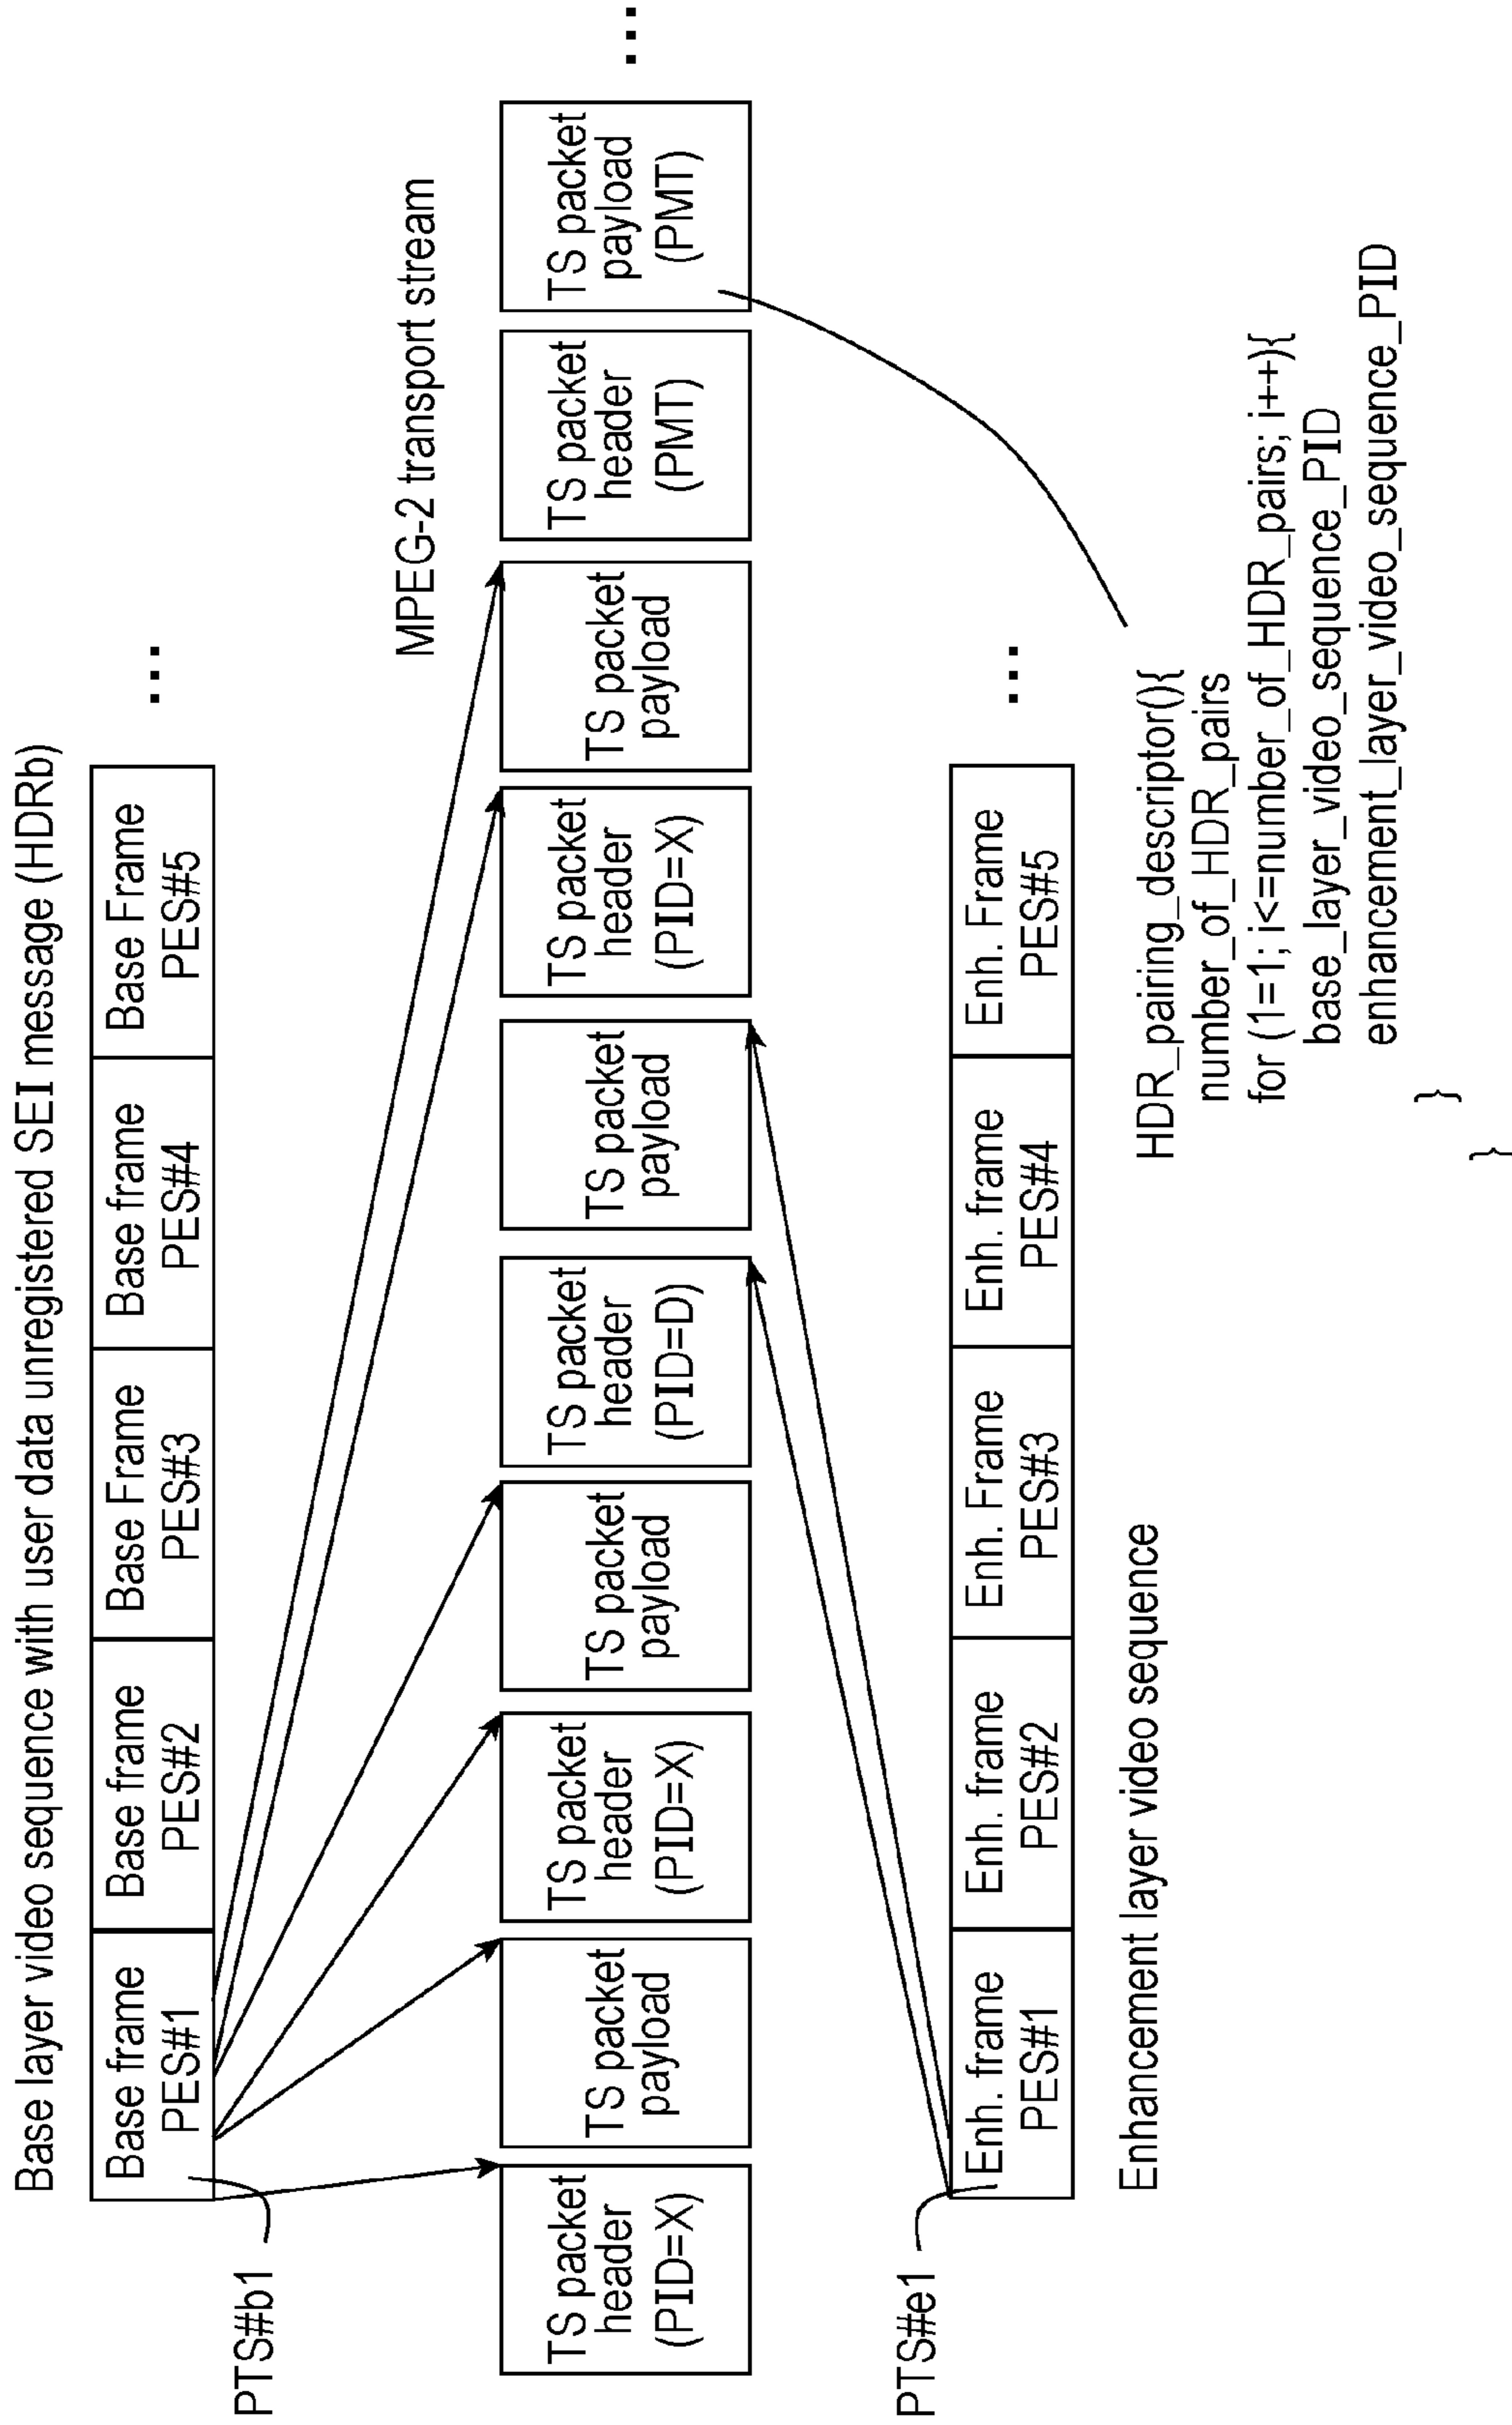 Base layer video sequence with user data unregistered SEI message (HDRb)
Base frame
PES#1
Base frame
PES#2
Base Frame
PES#3
Base frame
PES#4
Base Frame
PES#5
...
PTS#b1
MPEG-2 transport stream
TS packet
header
(PID=X)
TS packet
payload
TS packet
header
(PID=X)
TS packet
payload
TS packet
header
(PID=D)
TS packet
payload
TS packet
header
(PID=X)
TS packet
payload
TS packet
header
(PMT)
TS packet
payload
(PMT)
...
PTS#e1
Enh. frame
PES#1
Enh. frame
PES#2
Enh. Frame
PES#3
Enh. frame
PES#4
Enh. Frame
PES#5
...
Enhancement layer video sequence
HDR_pairing_descriptor(){
number_of_HDR_pairs
for (1=1; i<=number_of_HDR_pairs; i++){
base_layer_video_sequence_PID
enhancement_layer_video_sequence_PID
}
}